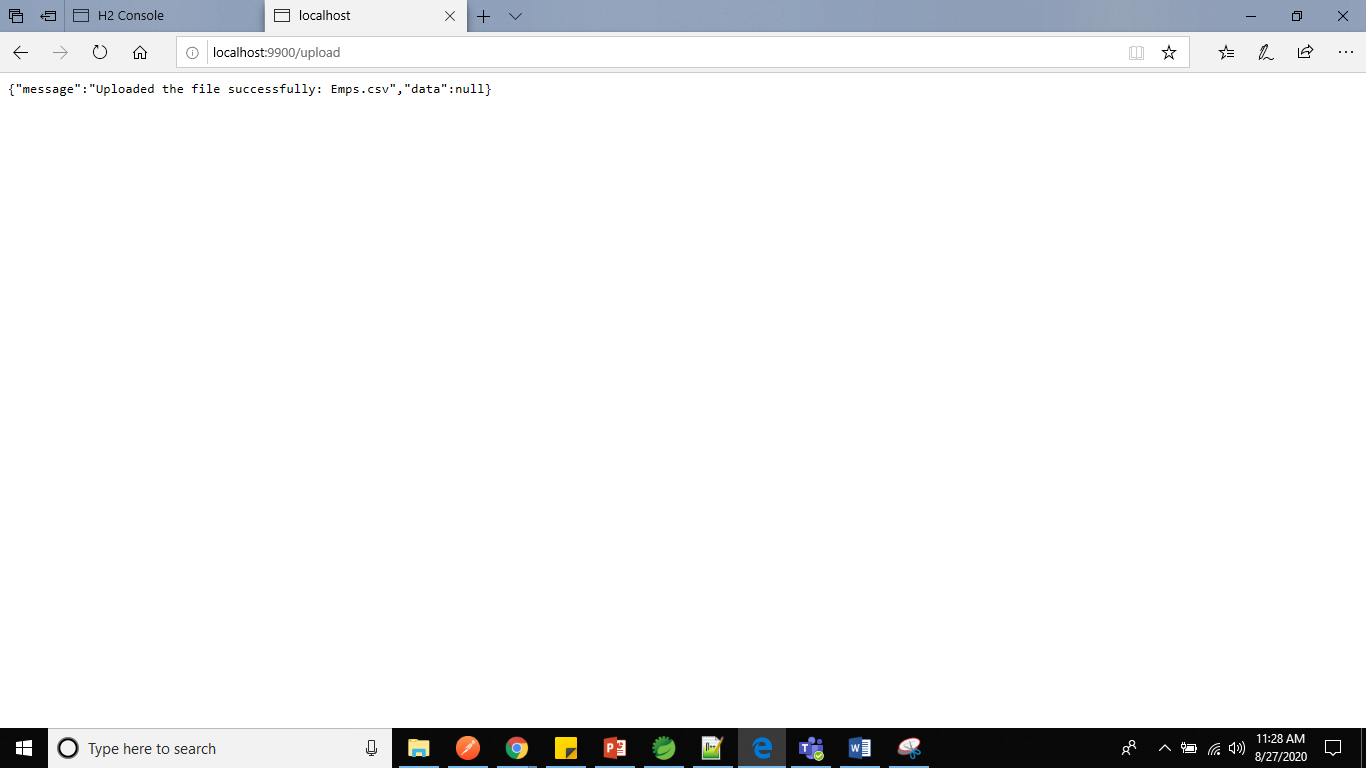 H2 Console
localhost
localhost:9900/upload
{"message":"Uploaded the file successfully: Emps.csv","data":null}
Type here to search
11:28 AM
8/27/2020